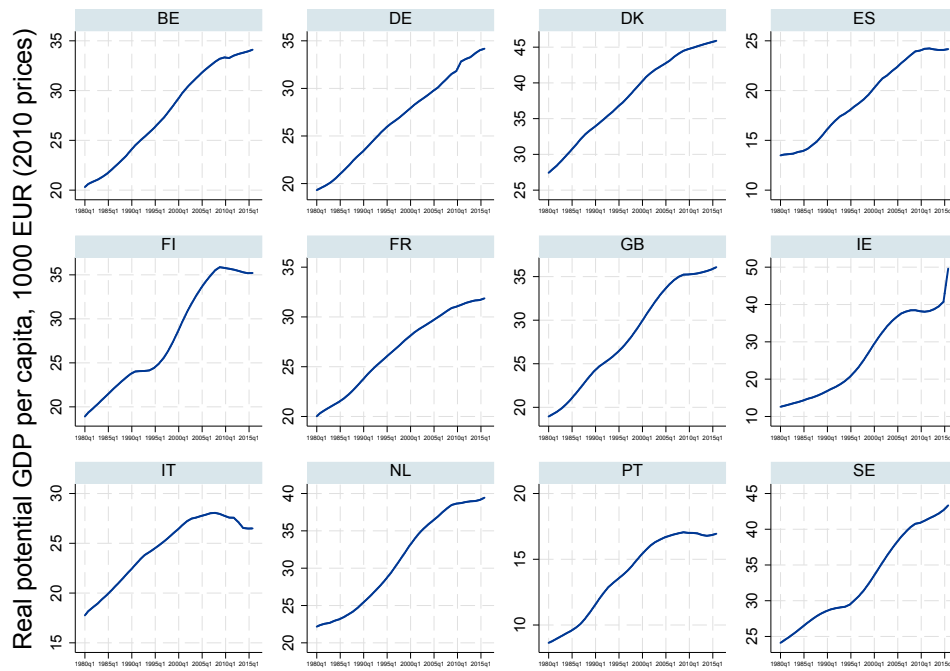 Real potential GDP per capita, 1000 EUR (2010 prices)
BE
35
30
25
20
1980q1 1985q1 1990q1 1995q1 2000q1 2005q1 2010q1 2015q1
DE
35
30
25
20
1980q1 1985q1 1990q1 1995q1 2000q1 2005q1 2010q1 2015q1
DK
45
40
35
30
25
1980q1 1985q1 1990q1 1995q1 2000q1 2005q1 2010q1 2015q1
ES
25
20
15
10
1980q1 1985q1 1990q1 1995q1 2000q1 2005q1 2010q1 2015q1
FI
35
30
25
20
1980q1 1985q1 1990q1 1995q1 2000q1 2005q1 2010q1 2015q1
FR
35
30
25
20
1980q1 1985q1 1990q1 1995q1 2000q1 2005q1 2010q1 2015q1
GB
35
30
25
20
1980q1 1985q1 1990q1 1995q1 2000q1 2005q1 2010q1 2015q1
IE
50
40
30
20
10
1980q1 1985q1 1990q1 1995q1 2000q1 2005q1 2010q1 2015q1
IT
30
25
20
15
1980q1 1985q1 1990q1 1995q1 2000q1 2005q1 2010q1 2015q1
NL
40
35
30
25
20
1980q1 1985q1 1990q1 1995q1 2000q1 2005q1 2010q1 2015q1
PT
20
15
10
1980q1 1985q1 1990q1 1995q1 2000q1 2005q1 2010q1 2015q1
SE
45
40
35
30
25
1980q1 1985q1 1990q1 1995q1 2000q1 2005q1 2010q1 2015q1